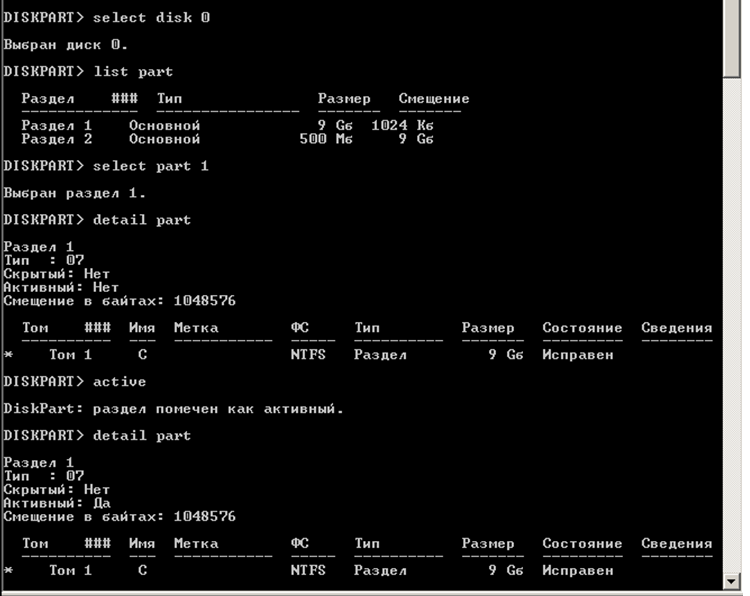 DISKPART> select disk 0
Выбран диск 0.
DISKPART> list part
Раздел ### Тип Размер Смещение
Раздел 1 Основной 9 Gб 1024 Kб
Раздел 2 Основной 500 Mб 9 Gб
DISKPART> select part 1
Выбран раздел 1.
DISKPART> detail part
Раздел 1
Тип : 07
Скрытый: Нет
Активный: Нет
Смещение в байтах: 1048576
Том ### Имя Метка ФС Тип Размер Состояние Сведения
* Том 1 C NTFS Раздел 9 Gб Исправен
DISKPART> active
DiskPart: раздел помечен как активный.
DISKPART> detail part
Раздел 1
Тип : 07
Скрытый: Нет
Активный: Да
Смещение в байтах: 1048576
Том ### Имя Метка ФС Тип Размер Состояние Сведения
* Том 1 C NTFS Раздел 9 Gб Исправен